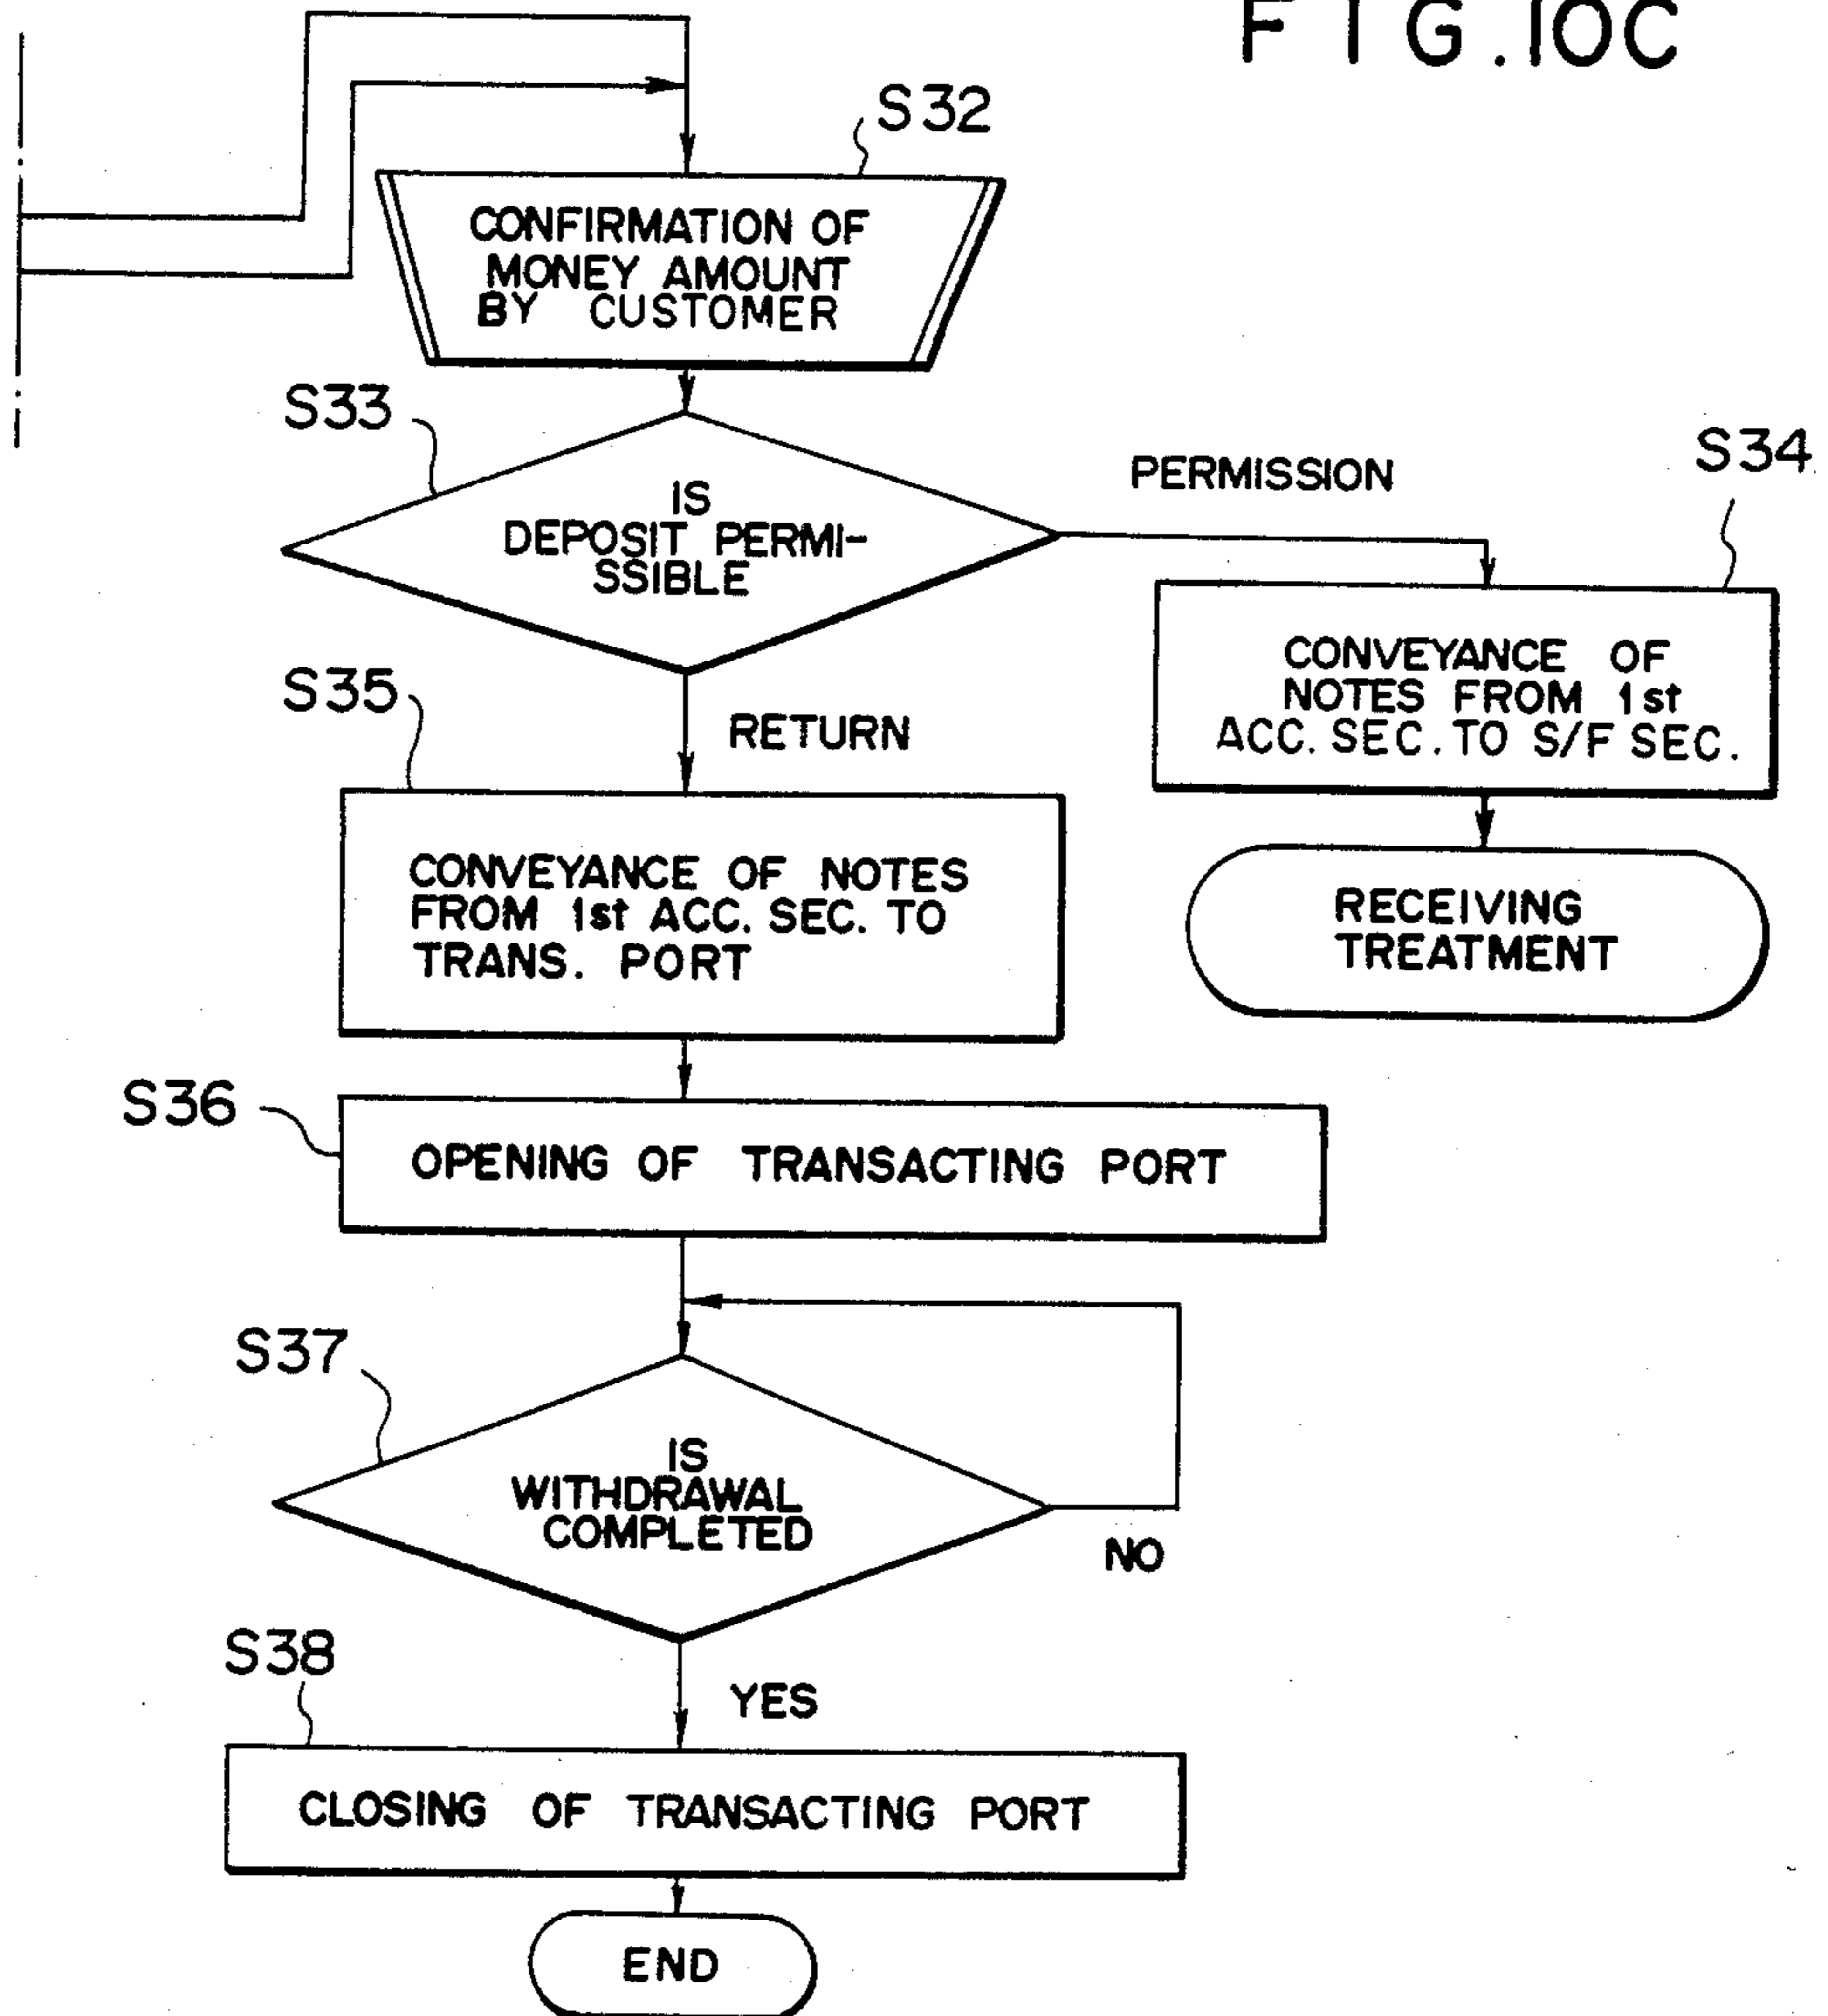 FIG.10C
S32
CONFIRMATION OF
MONEY AMOUNT
BY CUSTOMER
S33
IS
DEPOSIT PERMI-
SSIBLE
PERMISSION
S34
CONVEYANCE OF
NOTES FROM 1st
ACC. SEC. TO S/F SEC.
RECEIVING
TREATMENT
RETURN
S35
CONVEYANCE OF NOTES
FROM 1st ACC. SEC. TO
TRANS. PORT
S36
OPENING OF TRANSACTING PORT
S37
IS
WITHDRAWAL
COMPLETED
NO
YES
S38
CLOSING OF TRANSACTING PORT
END